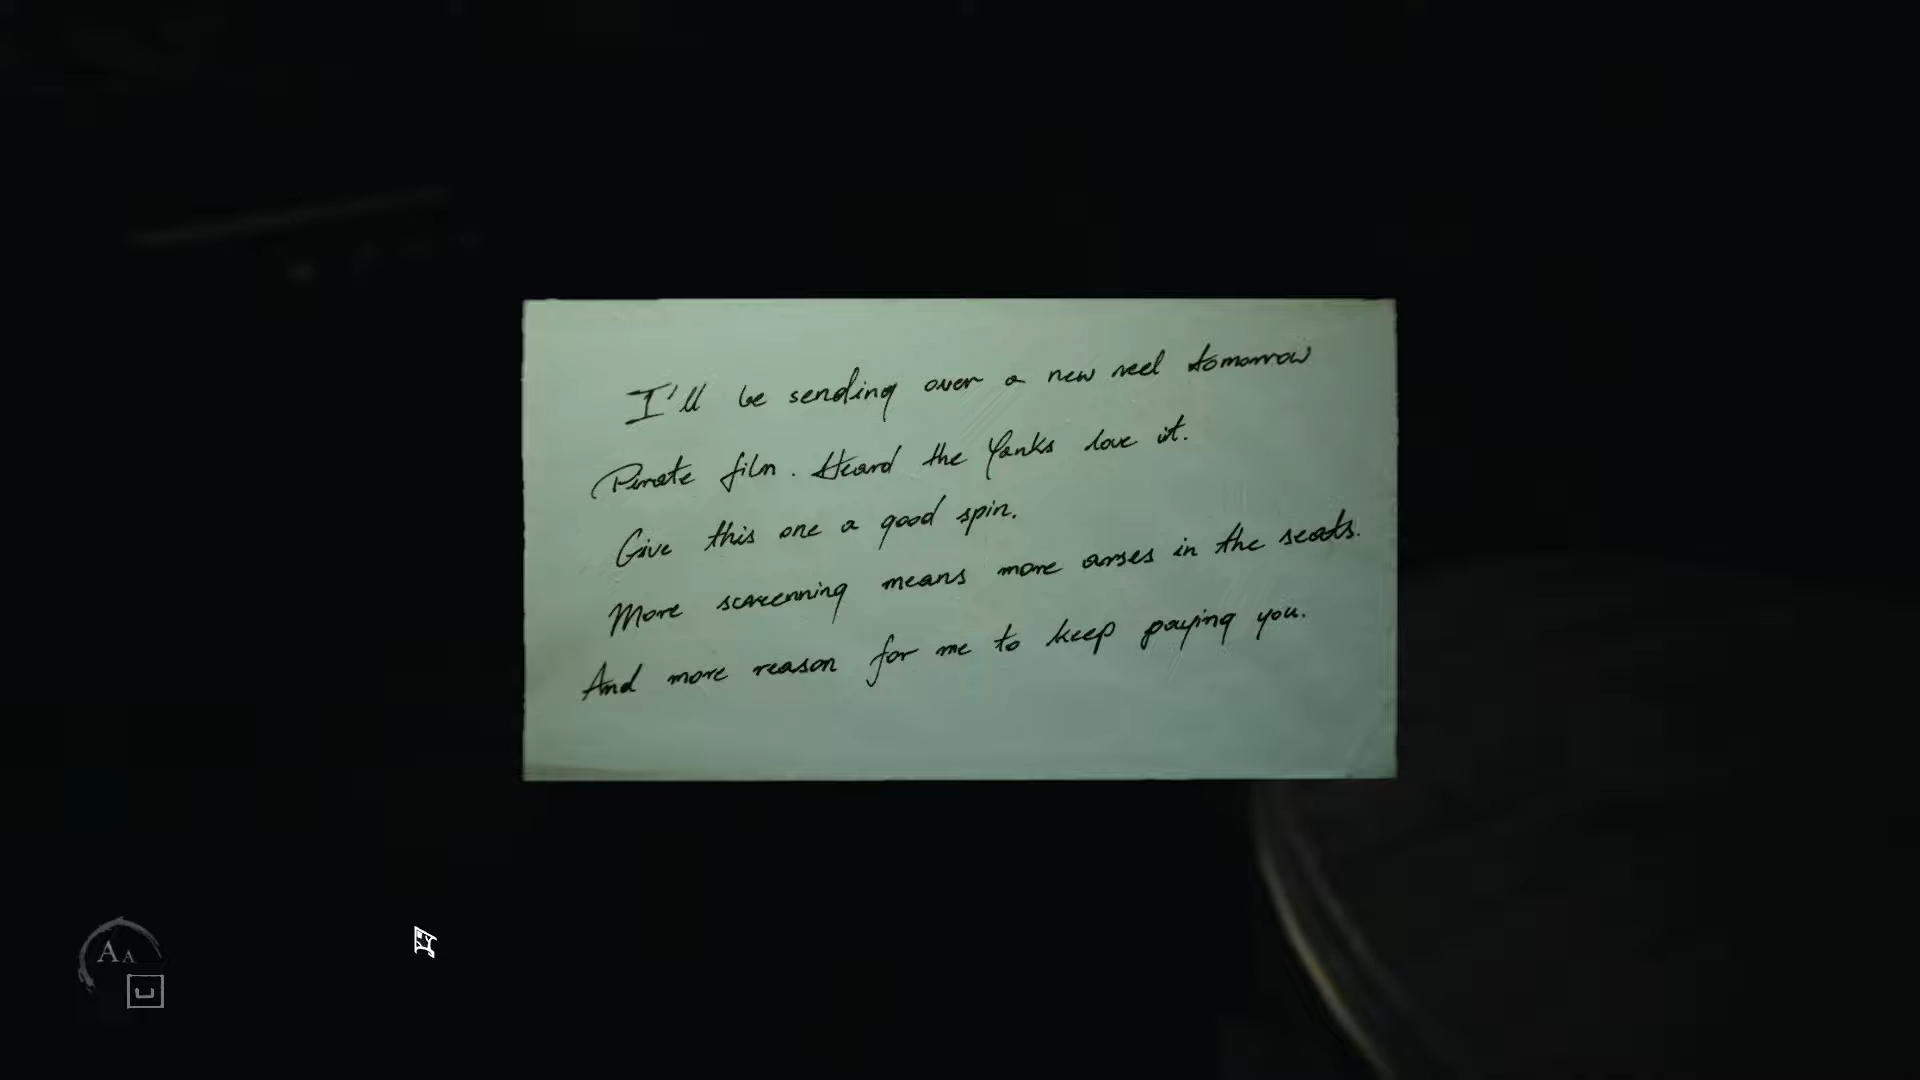 I'll be sending over a new reel tomorrow
Pirate film. Heard the Yanks love it.
Give this one a good spin.
More screenning means more arses in the seats.
And more reason for me to keep paying you.
A A